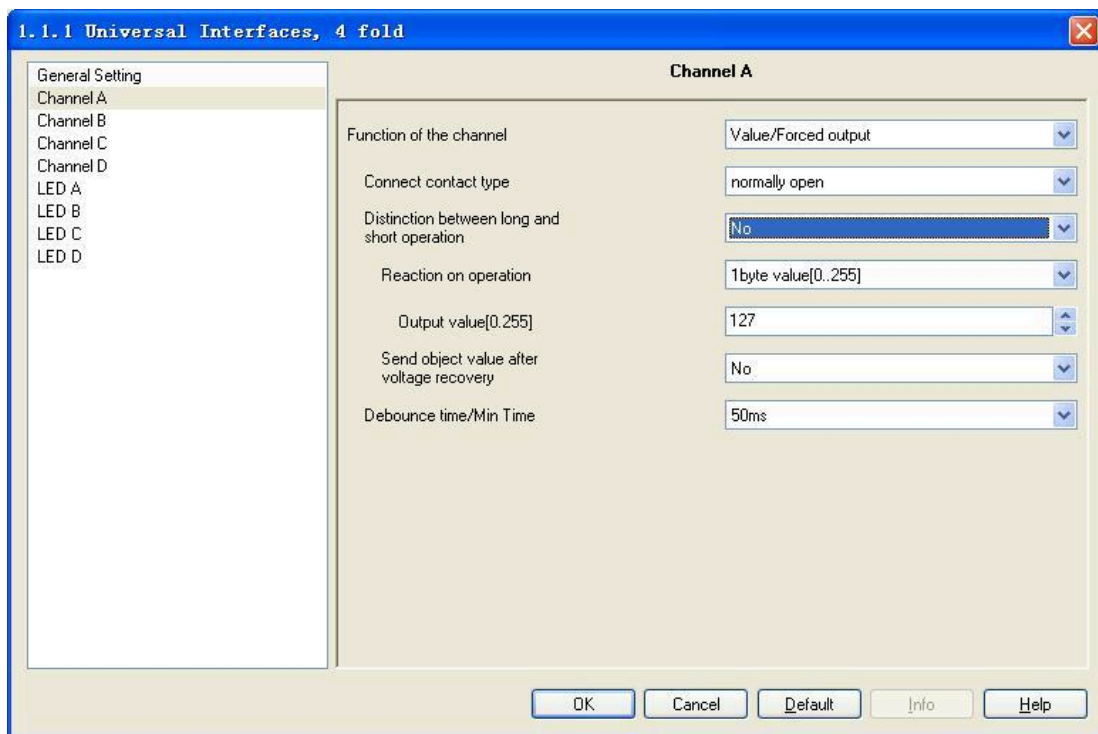 1.1.1 Universal Interfaces, 4 fold
General Setting
Channel A
Channel B
Channel C
Channel D
LED A
LED B
LED C
LED D
Channel A
Function of the channel
Value/Forced output
Connect contact type
normally open
Distinction between long and
short operation
No
Reaction on operation
1byte value[0..255]
Output value[0.255]
127
Send object value after
voltage recovery
No
Debounce time/Min Time
50ms
OK
Cancel
Default
Info
Help